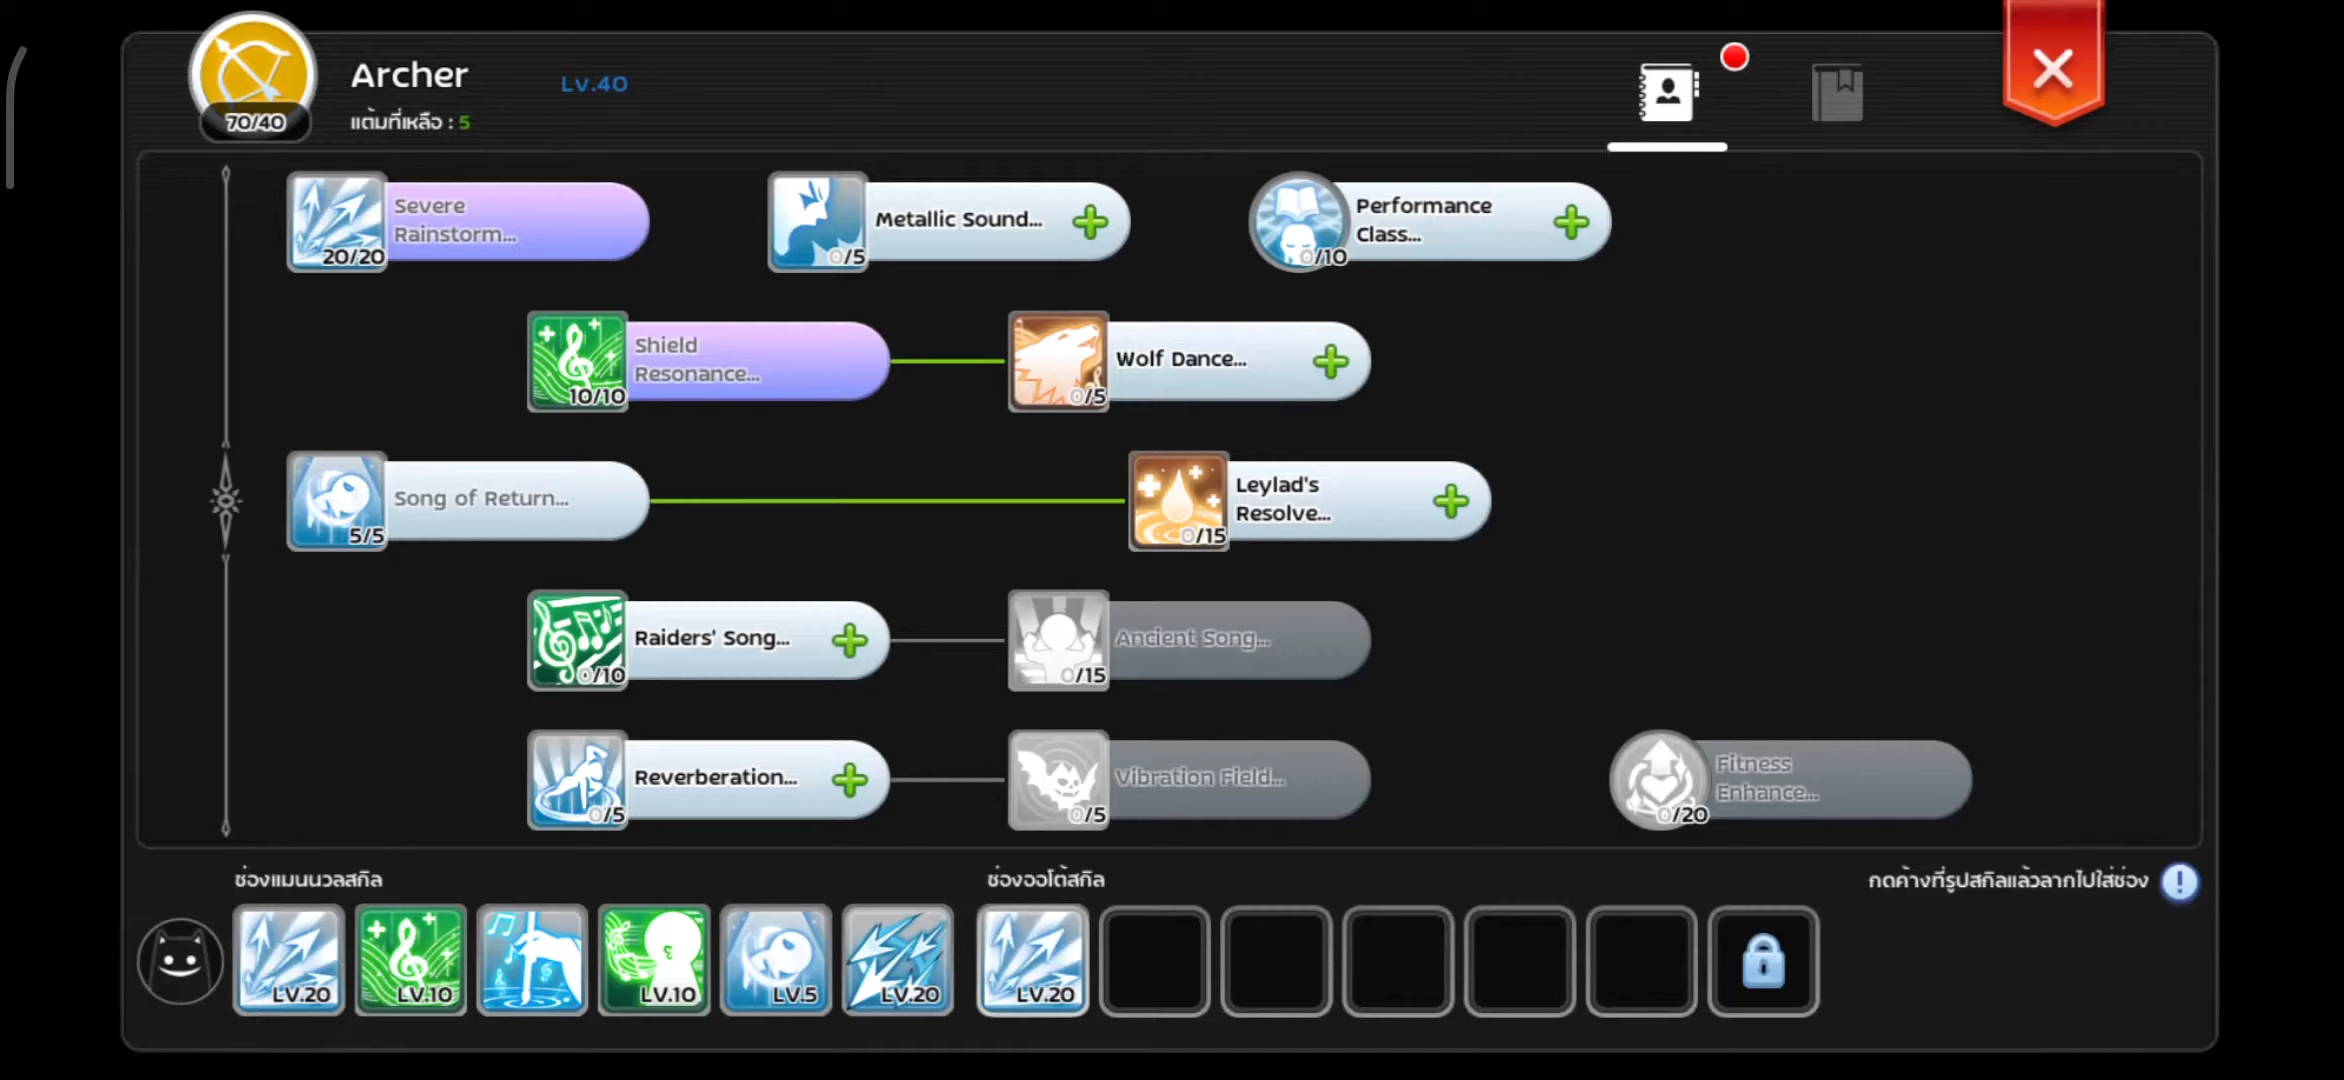 Archer
Lv.40
70/40
แต้มที่เหลือ : 5
Severe
Rainstorm...
20/20
Metallic Sound...
0/5
Performance
Class...
0/10
Shield
Resonance...
10/10
Wolf Dance...
0/5
Song of Return...
5/5
Leylad's
Resolve...
0/15
Raiders' Song...
0/10
Ancient Song...
0/15
Reverberation...
0/5
Vibration Field...
0/5
Fitness
Enhance...
0/20
ช่องแมนนวลสกิล
ช่องออโต้สกิล
กดค้างที่รูปสกิลแล้วลากไปใส่ช่อง
LV.20
LV.10
LV.10
LV.5
LV.20
LV.20